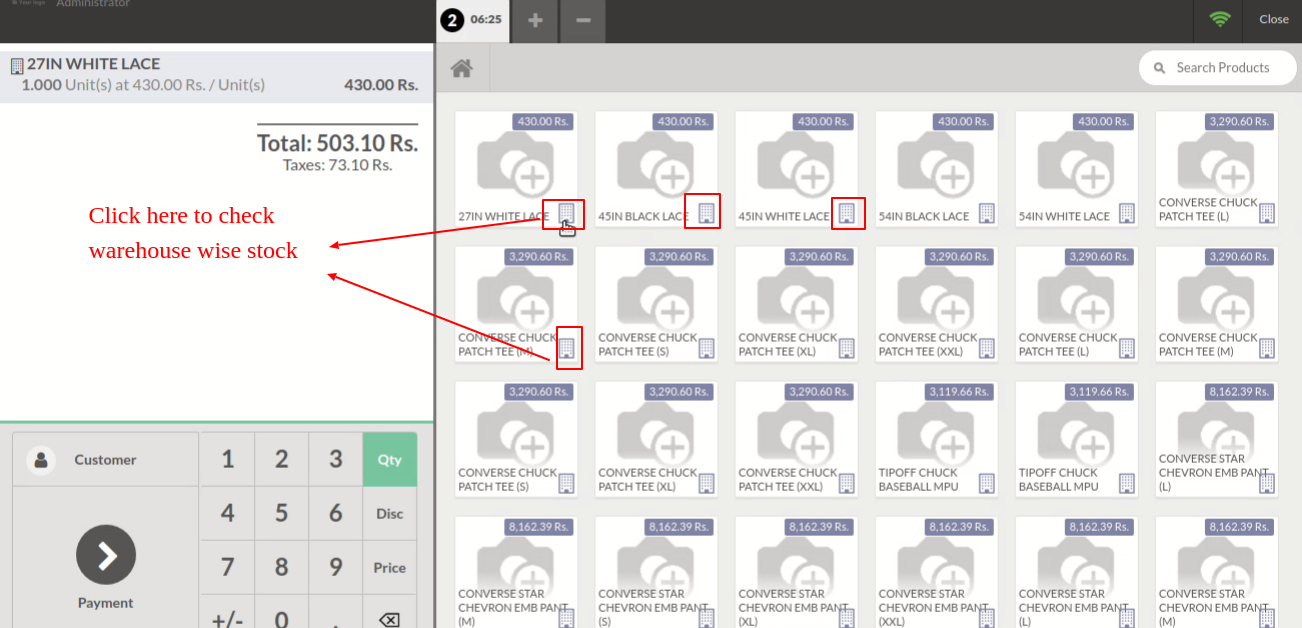 Your logo
Administrator
2 06:25
Close
Search Products
27IN WHITE LACE
1.000 Unit(s) at 430.00 Rs. / Unit(s) 430.00 Rs.
Total: 503.10 Rs.
Taxes: 73.10 Rs.
Click here to check
warehouse wise stock
Customer
Payment
1 2 3 Qty
4 5 6 Disc
7 8 9 Price
+/- 0 .
430.00 Rs.
27IN WHITE LACE
430.00 Rs.
45IN BLACK LACE
430.00 Rs.
45IN WHITE LACE
430.00 Rs.
54IN BLACK LACE
430.00 Rs.
54IN WHITE LACE
3,290.60 Rs.
CONVERSE CHUCK
PATCH TEE (L)
3,290.60 Rs.
CONVERSE CHUCK
PATCH TEE (M)
3,290.60 Rs.
CONVERSE CHUCK
PATCH TEE (S)
3,290.60 Rs.
CONVERSE CHUCK
PATCH TEE (XL)
3,290.60 Rs.
CONVERSE CHUCK
PATCH TEE (XXL)
3,290.60 Rs.
CONVERSE CHUCK
PATCH TEE (L)
3,290.60 Rs.
CONVERSE CHUCK
PATCH TEE (M)
3,290.60 Rs.
CONVERSE CHUCK
PATCH TEE (S)
3,290.60 Rs.
CONVERSE CHUCK
PATCH TEE (XL)
3,290.60 Rs.
CONVERSE CHUCK
PATCH TEE (XXL)
3,119.66 Rs.
TIPOFF CHUCK
BASEBALL MPU
3,119.66 Rs.
TIPOFF CHUCK
BASEBALL MPU
8,162.39 Rs.
CONVERSE STAR
CHEVRON EMB PANT
(L)
8,162.39 Rs.
CONVERSE STAR
CHEVRON EMB PANT
(M)
8,162.39 Rs.
CONVERSE STAR
CHEVRON EMB PANT
(S)
8,162.39 Rs.
CONVERSE STAR
CHEVRON EMB PANT
(XL)
8,162.39 Rs.
CONVERSE STAR
CHEVRON EMB PANT
(XXL)
8,162.39 Rs.
CONVERSE STAR
CHEVRON EMB PANT
(L)
8,162.39 Rs.
CONVERSE STAR
CHEVRON EMB PANT
(M)